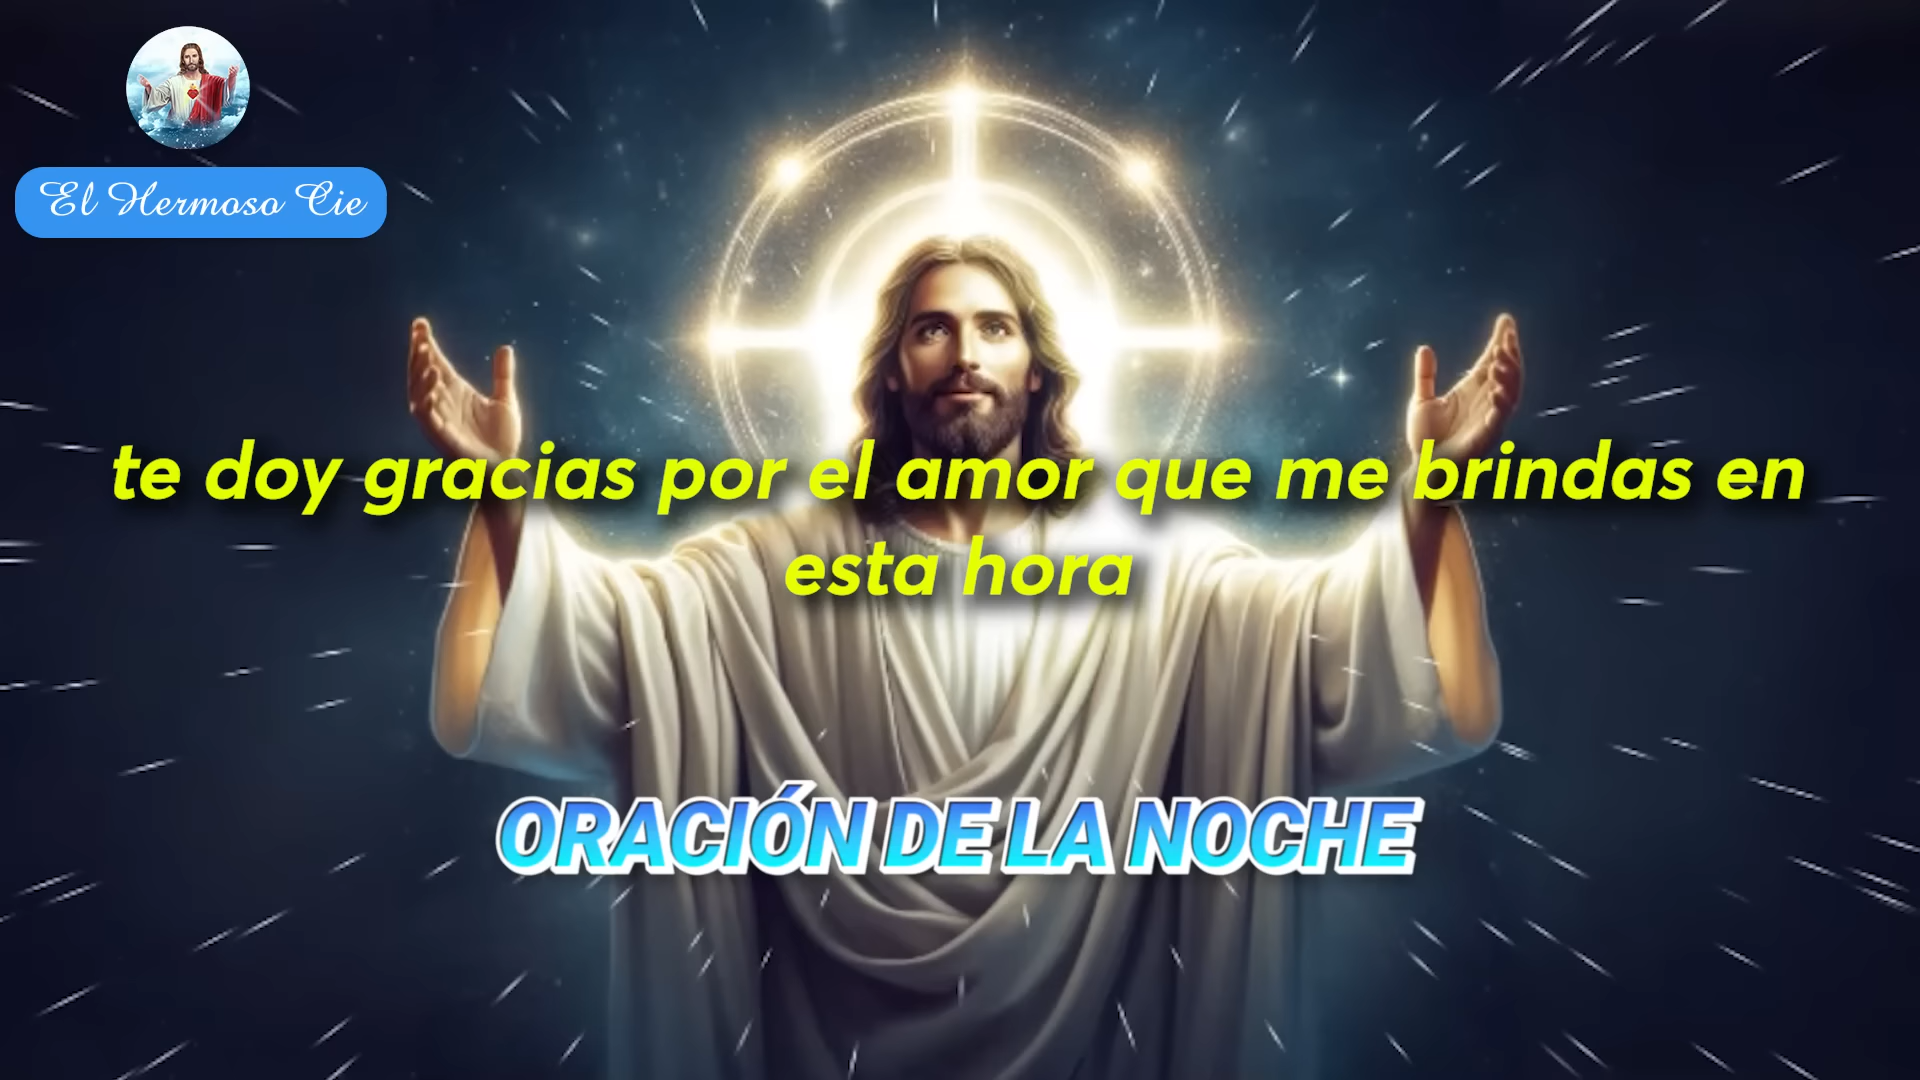 El Hermoso Cie
te doy gracias por el amor que me brindas en
esta hora
ORACIÓN DE LA NOCHE